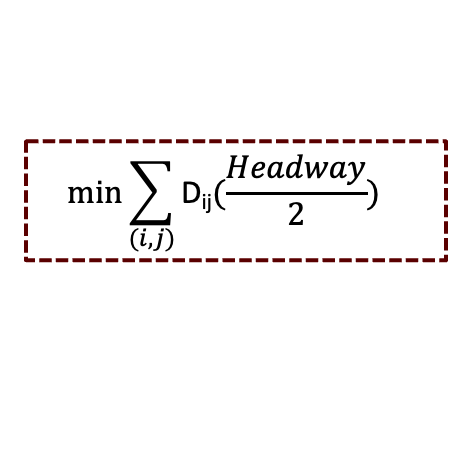 min ∑ D_ij(Headway/2)
(i,j)